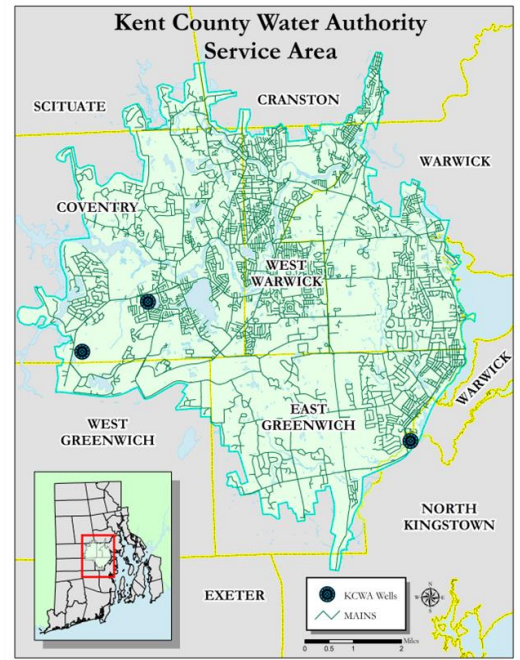 Kent County Water Authority
Service Area
SCITUATE
CRANSTON
WARWICK
COVENTRY
WEST
WARWICK
WARWICK
WEST
GREENWICH
EAST
GREENWICH
NORTH
KINGSTOWN
EXETER
KCWA Wells
MAINS
N
W
E
S
0 0.5 1 2
Miles